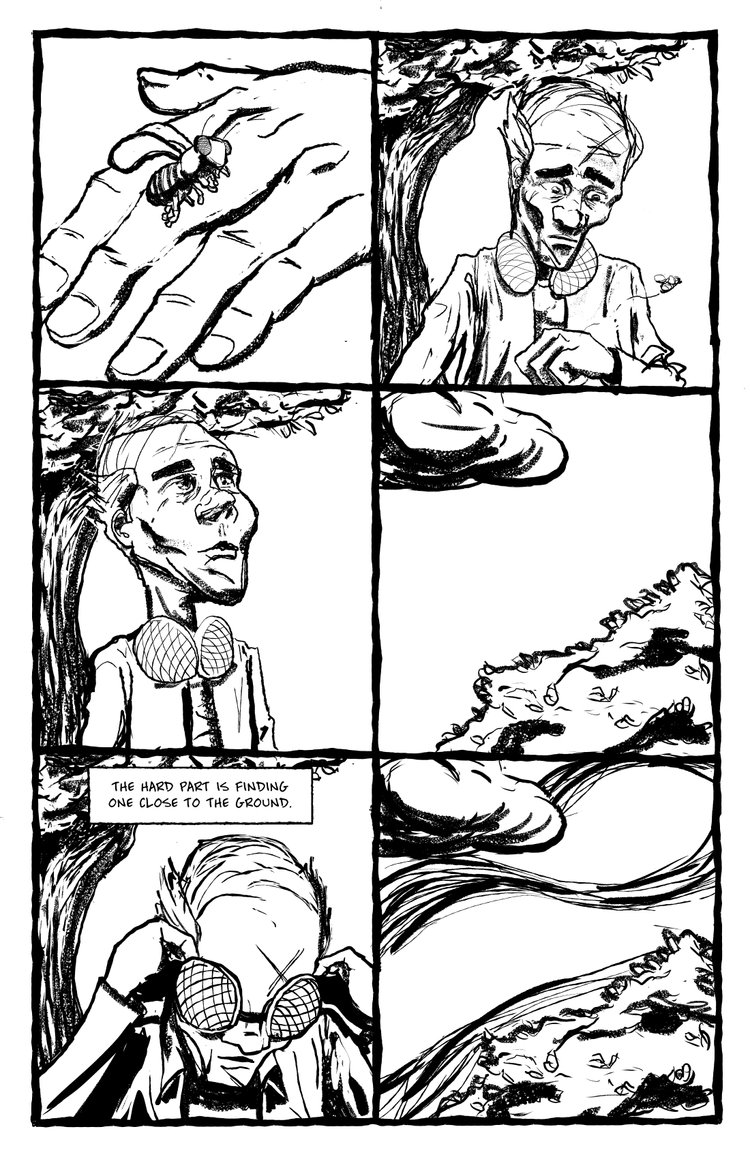 THE HARD PART IS FINDING
ONE CLOSE TO THE GROUND.